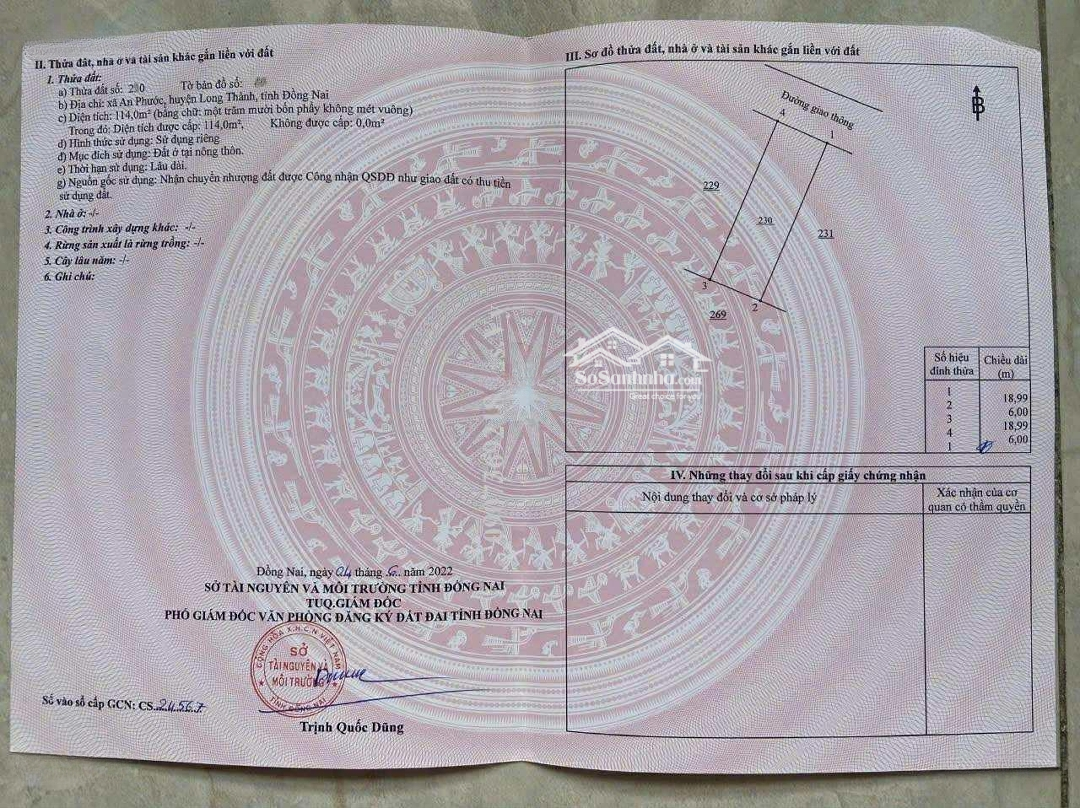 II. Thửa đất, nhà ở và tài sản khác gắn liền với đất
1. Thửa đất:
a) Thửa đất số: 230 Tờ bản đồ số:
b) Địa chỉ: xã An Phước, huyện Long Thành, tỉnh Đồng Nai
c) Diện tích: 114,0m² (bằng chữ: một trăm mười bốn phẩy không mét vuông)
Trong đó: Diện tích được cấp: 114,0m², Không được cấp: 0,0m²
d) Hình thức sử dụng: Sử dụng riêng
đ) Mục đích sử dụng: Đất ở tại nông thôn.
e) Thời hạn sử dụng: Lâu dài.
g) Nguồn gốc sử dụng: Nhận chuyển nhượng đất được Công nhận QSDĐ như giao đất có thu tiền
sử dụng đất.
2. Nhà ở: -/-
3. Công trình xây dựng khác: -/-
4. Rừng sản xuất là rừng trồng: -/-
5. Cây lâu năm: -/-
6. Ghi chú:
Đồng Nai, ngày 04 tháng 6 năm 2022
SỞ TÀI NGUYÊN VÀ MÔI TRƯỜNG TỈNH ĐỒNG NAI
TUQ.GIÁM ĐỐC
PHÓ GIÁM ĐỐC VĂN PHÒNG ĐĂNG KÝ ĐẤT ĐAI TỈNH ĐỒNG NAI
CỘNG HÒA X.H.C.N VIỆT NAM
SỞ
TÀI NGUYÊN VÀ
MÔI TRƯỜNG
TỈNH ĐỒNG NAI
Số vào sổ cấp GCN: CS 24567
Trịnh Quốc Dũng
III. Sơ đồ thửa đất, nhà ở và tài sản khác gắn liền với đất
B
Đường giao thông
4
1
229
230
231
3
2
269
SoSanhnha.com
Great choice for you
Số hiệu đỉnh thửa Chiều dài (m)
1
18,99
2
6,00
3
18,99
4
6,00
1
IV. Những thay đổi sau khi cấp giấy chứng nhận
Nội dung thay đổi và cơ sở pháp lý
Xác nhận của cơ
quan có thẩm quyền